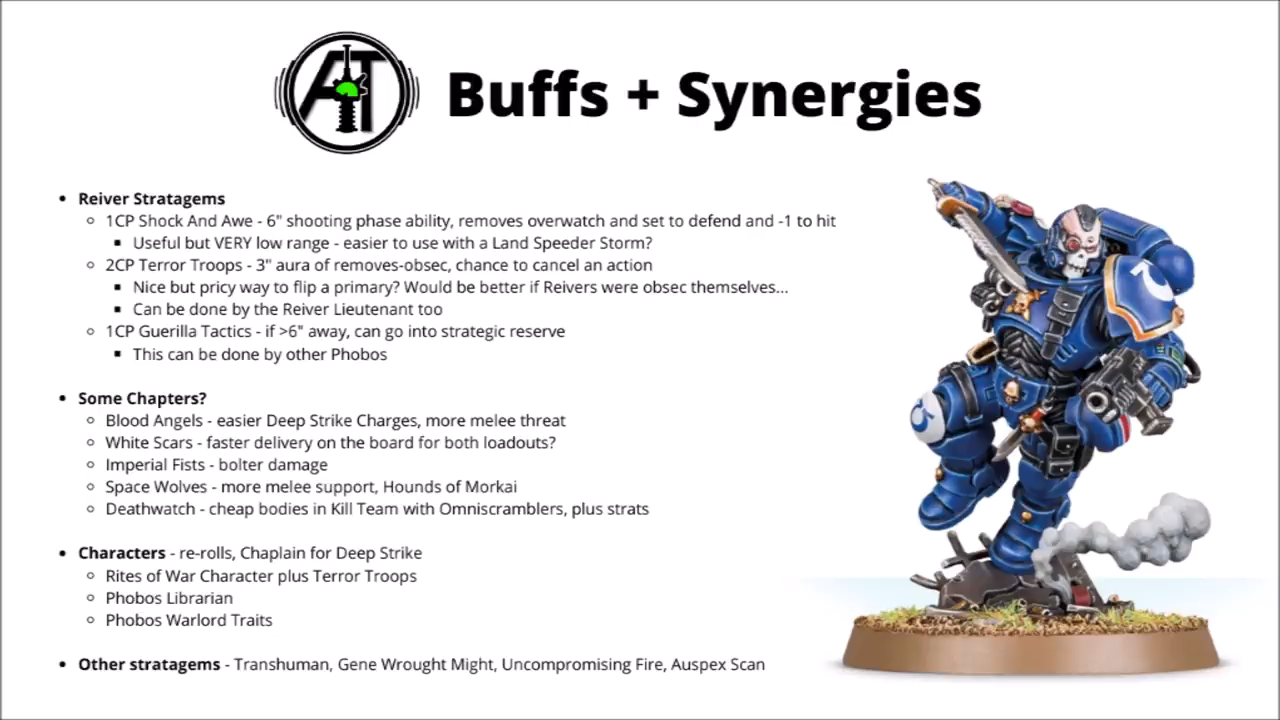 AT
Buffs + Synergies
• Reiver Stratagems
◦ 1CP Shock And Awe - 6" shooting phase ability, removes overwatch and set to defend and -1 to hit
▪ Useful but VERY low range - easier to use with a Land Speeder Storm?
◦ 2CP Terror Troops - 3" aura of removes-obsec, chance to cancel an action
▪ Nice but pricy way to flip a primary? Would be better if Reivers were obsec themselves...
▪ Can be done by the Reiver Lieutenant too
◦ 1CP Guerilla Tactics - if >6" away, can go into strategic reserve
▪ This can be done by other Phobos
• Some Chapters?
◦ Blood Angels - easier Deep Strike Charges, more melee threat
◦ White Scars - faster delivery on the board for both loadouts?
◦ Imperial Fists - bolter damage
◦ Space Wolves - more melee support, Hounds of Morkai
◦ Deathwatch - cheap bodies in Kill Team with Omniscramblers, plus strats
• Characters - re-rolls, Chaplain for Deep Strike
◦ Rites of War Character plus Terror Troops
◦ Phobos Librarian
◦ Phobos Warlord Traits
• Other stratagems - Transhuman, Gene Wrought Might, Uncompromising Fire, Auspex Scan